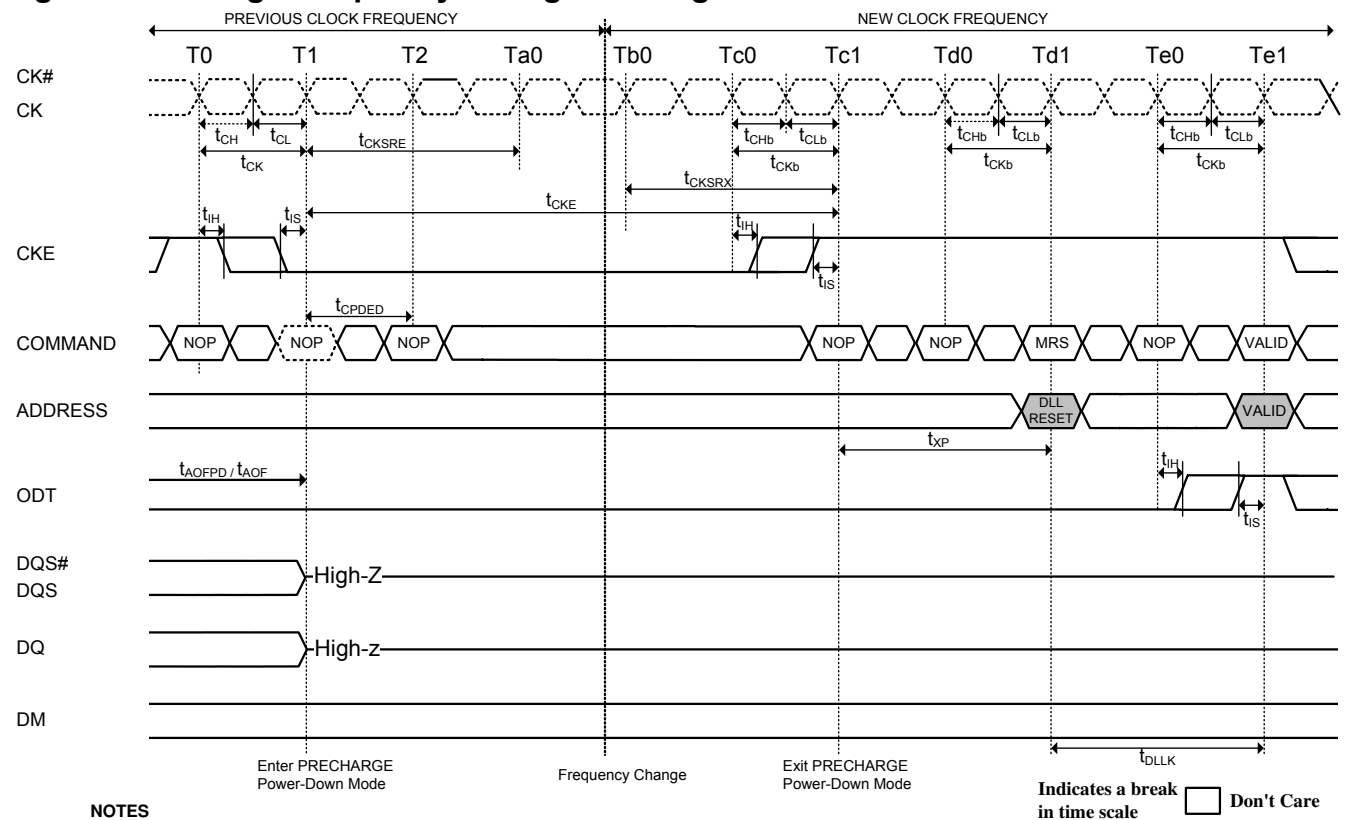 PREVIOUS CLOCK FREQUENCY NEW CLOCK FREQUENCY
T0 T1 T2 Ta0 Tb0 Tc0 Tc1 Td0 Td1 Te0 Te1
CK#
CK
tCH tCL tCHb tCLb tCHb tCLb tCHb tCLb
tCK tCKSRE tCKb tCKb tCKb
tCKSRX
tCKE
tIH tIS tIH
CKE
tIS
tCPDED
COMMAND NOP NOP NOP NOP NOP MRS NOP VALID
ADDRESS DLL RESET VALID
tXP
tAOFPD / tAOF tIH
ODT
tIS
DQS#
DQS
High-Z
DQ High-z
DM
tDLLK
Enter PRECHARGE
Power-Down Mode
Frequency Change
Exit PRECHARGE
Power-Down Mode
Indicates a break
in time scale
Don't Care
NOTES